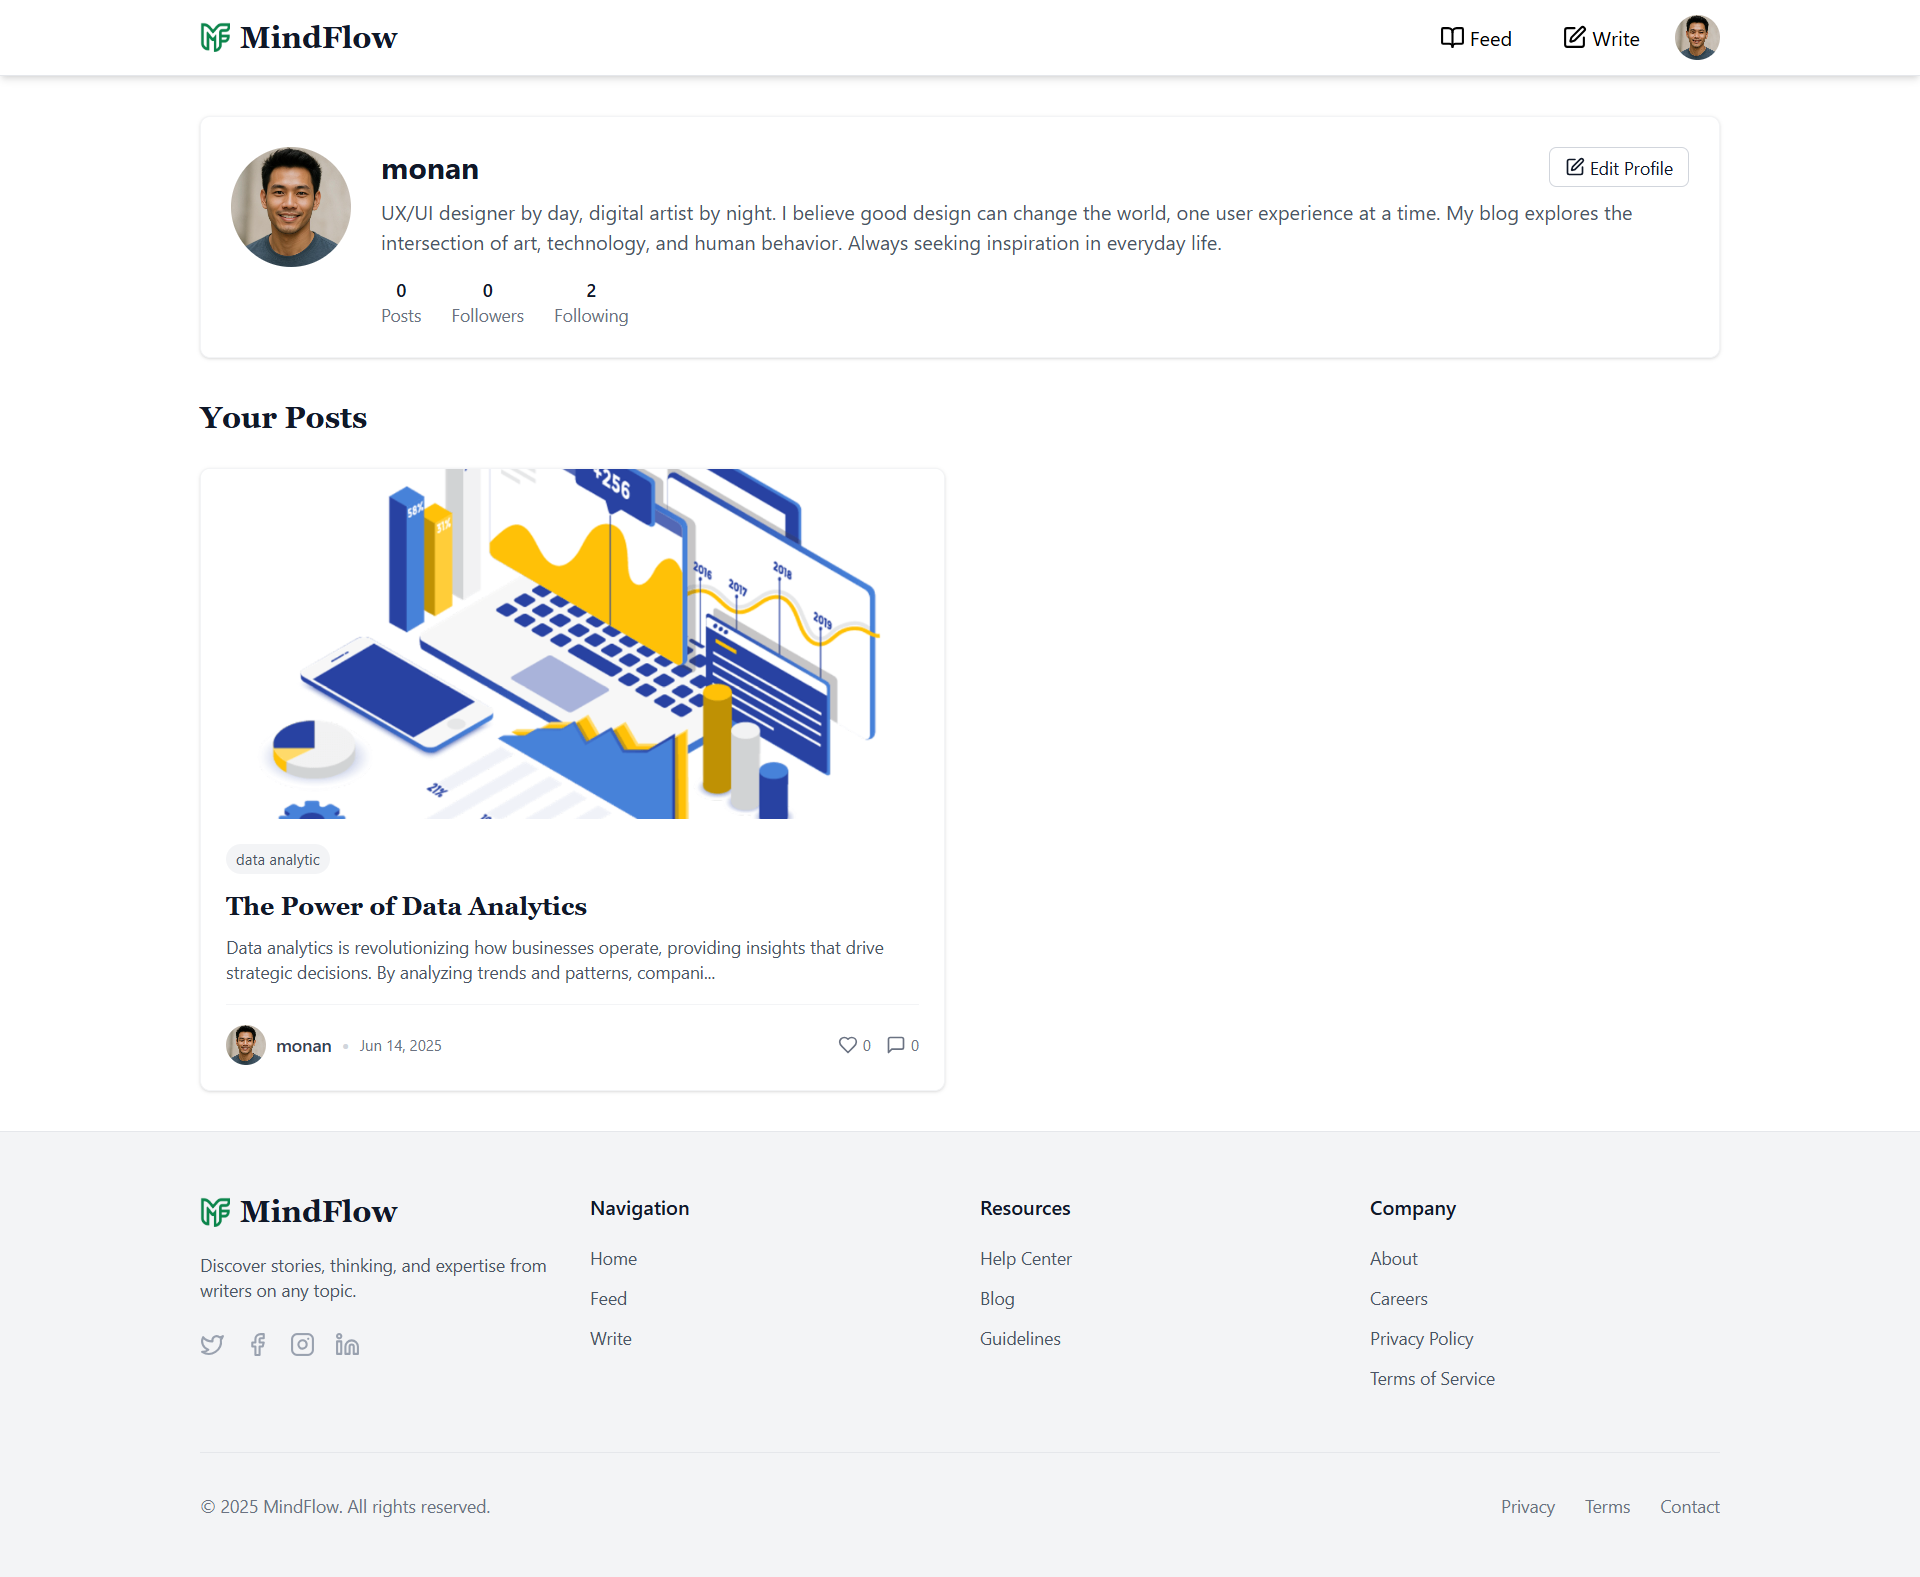 MindFlow
Feed
Write
monan
Edit Profile
UX/UI designer by day, digital artist by night. I believe good design can change the world, one user experience at a time. My blog explores the
intersection of art, technology, and human behavior. Always seeking inspiration in everyday life.
0 0 2
Posts Followers Following
Your Posts
+256
58%
31%
2016
2017
2018
2019
21%
data analytic
The Power of Data Analytics
Data analytics is revolutionizing how businesses operate, providing insights that drive
strategic decisions. By analyzing trends and patterns, compani...
monan • Jun 14, 2025 0 0
MindFlow
Discover stories, thinking, and expertise from
writers on any topic.
Navigation
Home
Feed
Write
Resources
Help Center
Blog
Guidelines
Company
About
Careers
Privacy Policy
Terms of Service
© 2025 MindFlow. All rights reserved.
Privacy Terms Contact